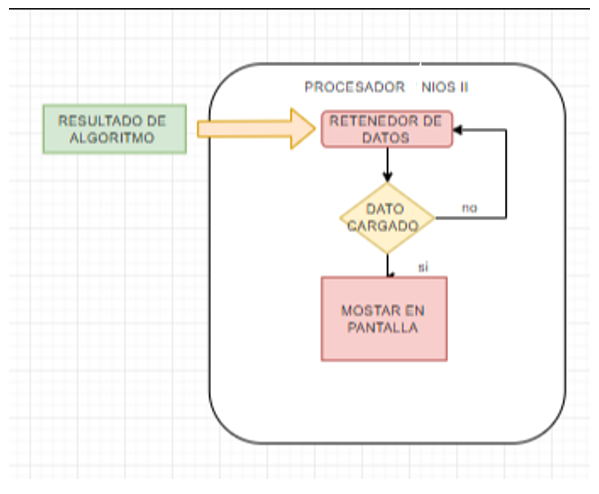 PROCESADOR NIOS II
RESULTADO DE
ALGORITMO
RETENEDOR DE
DATOS
DATO
CARGADO
no
si
MOSTAR EN
PANTALLA